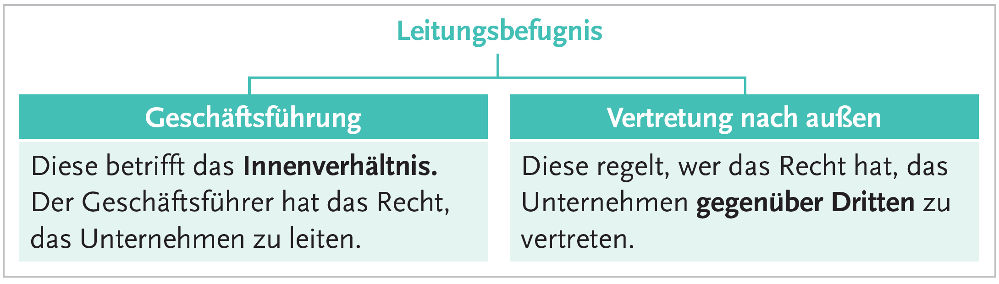 Leitungsbefugnis
Geschäftsführung
Diese betrifft das Innenverhältnis.
Der Geschäftsführer hat das Recht,
das Unternehmen zu leiten.
Vertretung nach außen
Diese regelt, wer das Recht hat, das
Unternehmen gegenüber Dritten zu
vertreten.